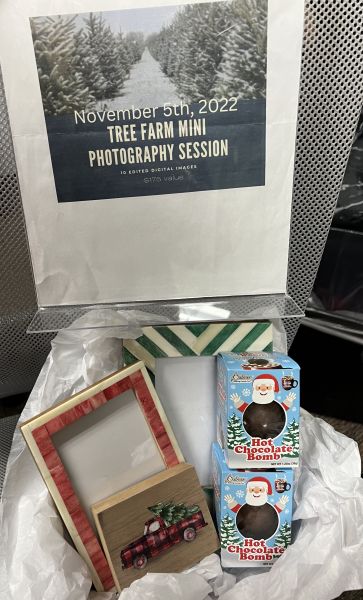 November 5th, 2022
TREE FARM MINI
PHOTOGRAPHY SESSION
10 EDITED DIGITAL IMAGES
$175 value
Hot
Chocolate
Bomb
Hot
Chocolate
Bomb